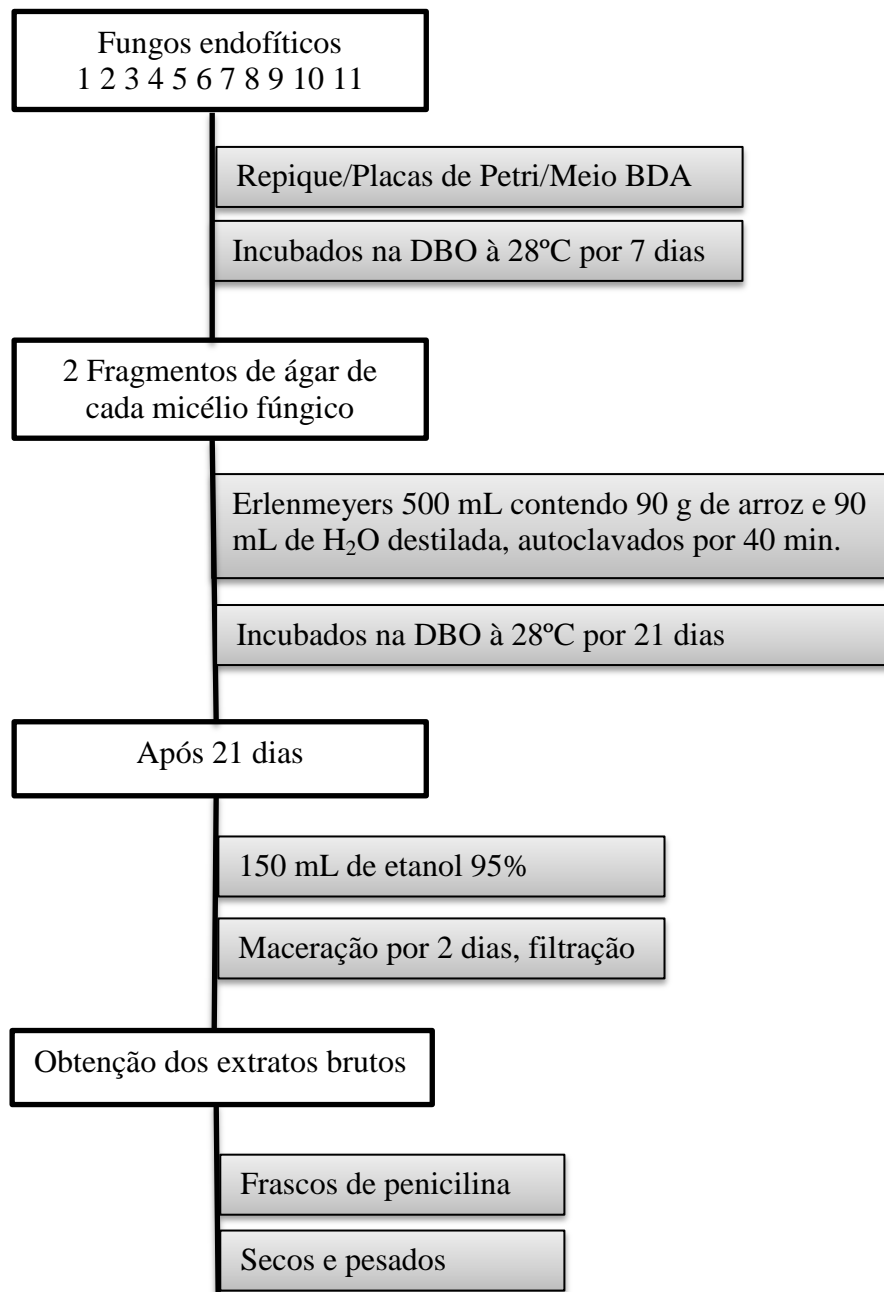 Fungos endofíticos
1 2 3 4 5 6 7 8 9 10 11
Repique/Placas de Petri/Meio BDA
Incubados na DBO à 28ºC por 7 dias
2 Fragmentos de ágar de
cada micélio fúngico
Erlenmeyers 500 mL contendo 90 g de arroz e 90
mL de H₂O destilada, autoclavados por 40 min.
Incubados na DBO à 28ºC por 21 dias
Após 21 dias
150 mL de etanol 95%
Maceração por 2 dias, filtração
Obtenção dos extratos brutos
Frascos de penicilina
Secos e pesados